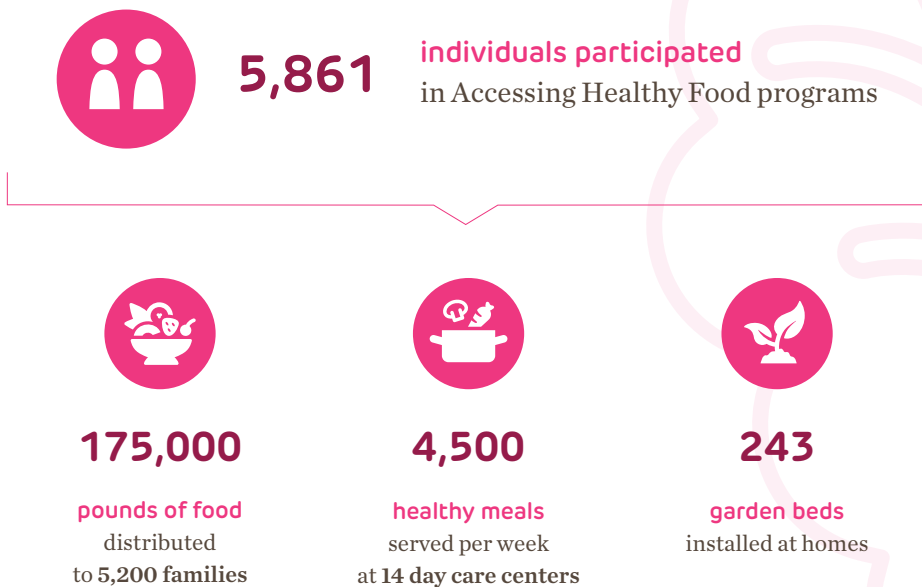 5,861
individuals participated
in Accessing Healthy Food programs
175,000
pounds of food
distributed
to 5,200 families
4,500
healthy meals
served per week
at 14 day care centers
243
garden beds
installed at homes